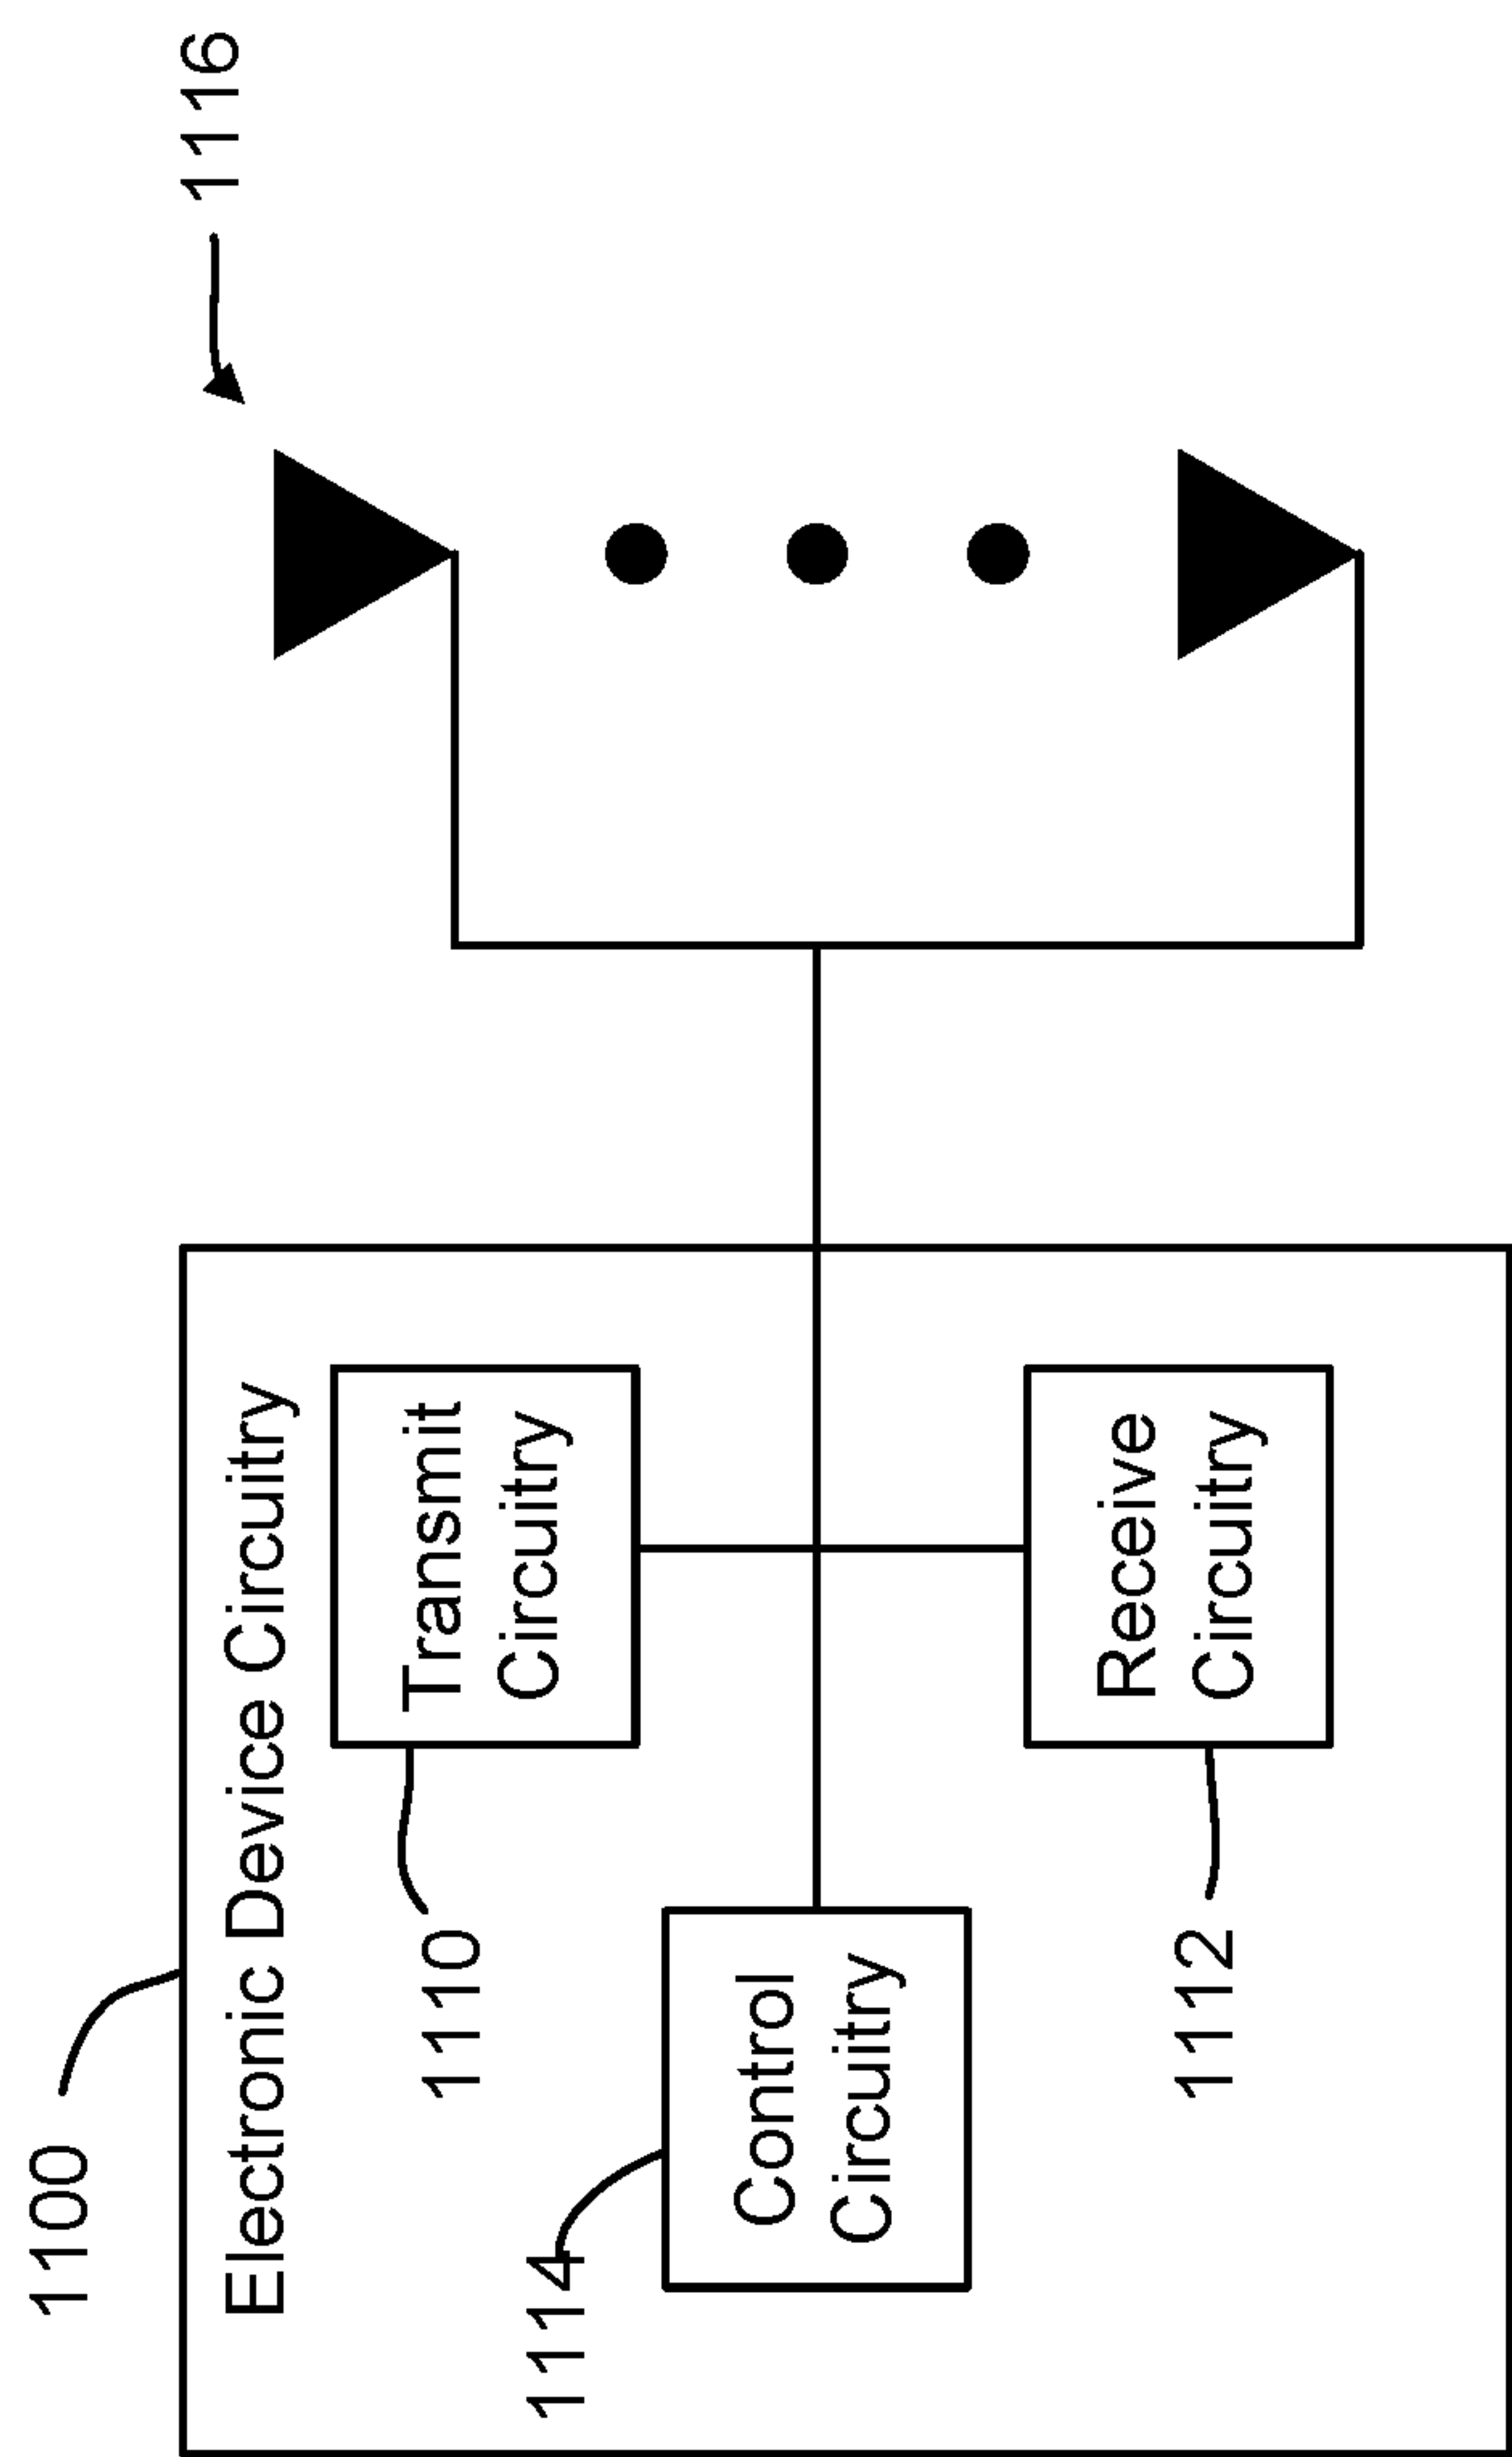 1100
Electronic Device Circuitry
1116
1110
Transmit
Circuitry
1114
Control
Circuitry
1112
Receive
Circuitry